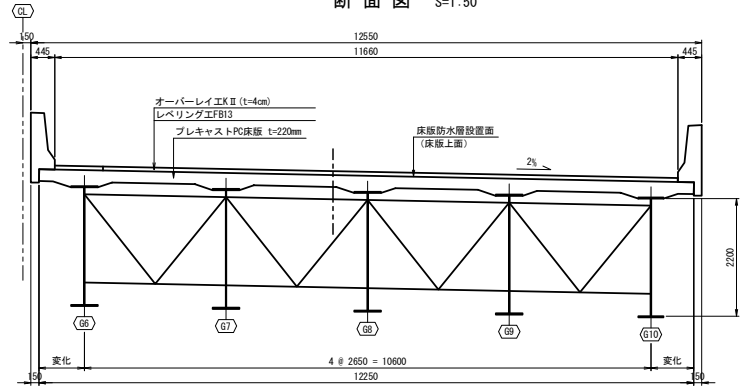 断面図 S=1:50
CL
150 12550
445 11660 445
オーバーレイ工KⅡ(t=4cm)
レベリング工FB13
プレキャストPC床版 t=220mm
床版防水層設置面
(床版上面)
2%
2200
G6 G7 G8 G9 G10
変化 4 @ 2650 = 10600 変化
150 12250 150